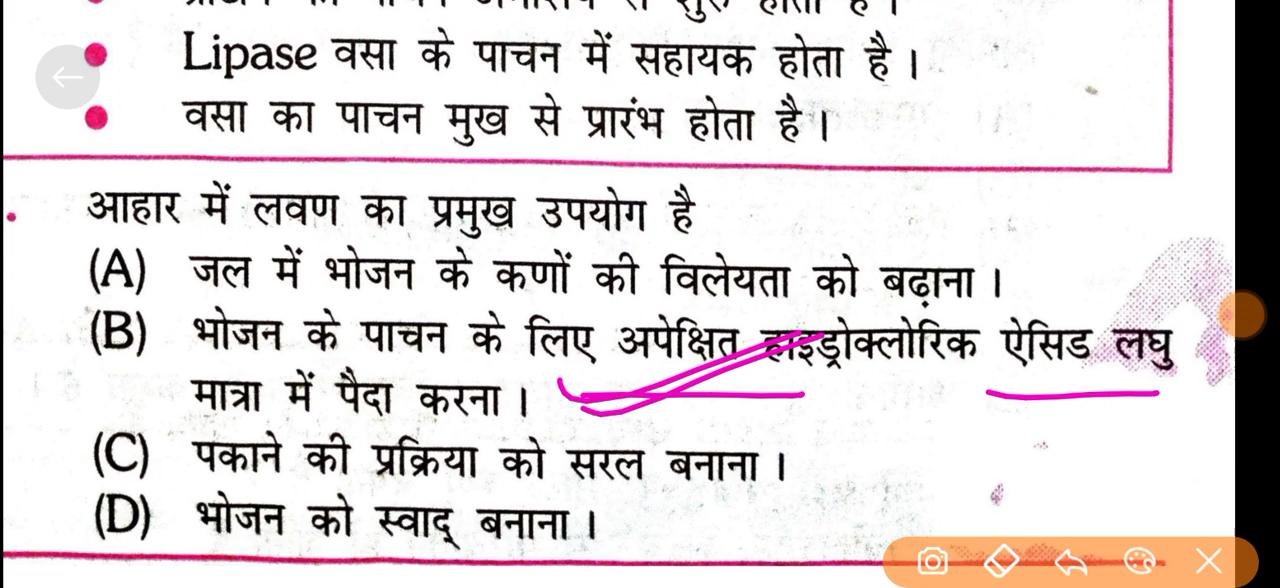 Lipase वसा के पाचन में सहायक होता है।
वसा का पाचन मुख से प्रारंभ होता है।
आहार में लवण का प्रमुख उपयोग है
(A) जल में भोजन के कणों की विलेयता को बढ़ाना।
(B) भोजन के पाचन के लिए अपेक्षित हाइड्रोक्लोरिक ऐसिड लघु
मात्रा में पैदा करना।
(C) पकाने की प्रक्रिया को सरल बनाना।
(D) भोजन को स्वाद् बनाना।